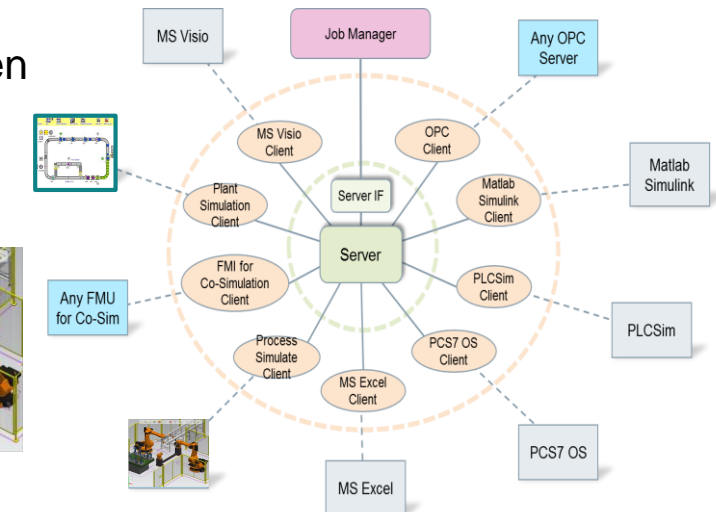 en
MS Visio
Job Manager
Any OPC
Server
MS Visio
Client
OPC
Client
Matlab
Simulink
Plant
Simulation
Client
Server IF
Matlab
Simulink
Client
Server
FMI for
Co-Simulation
Client
PLCSim
Client
Any FMU
for Co-Sim
PLCSim
Process
Simulate
Client
PCS7 OS
Client
MS Excel
Client
PCS7 OS
MS Excel